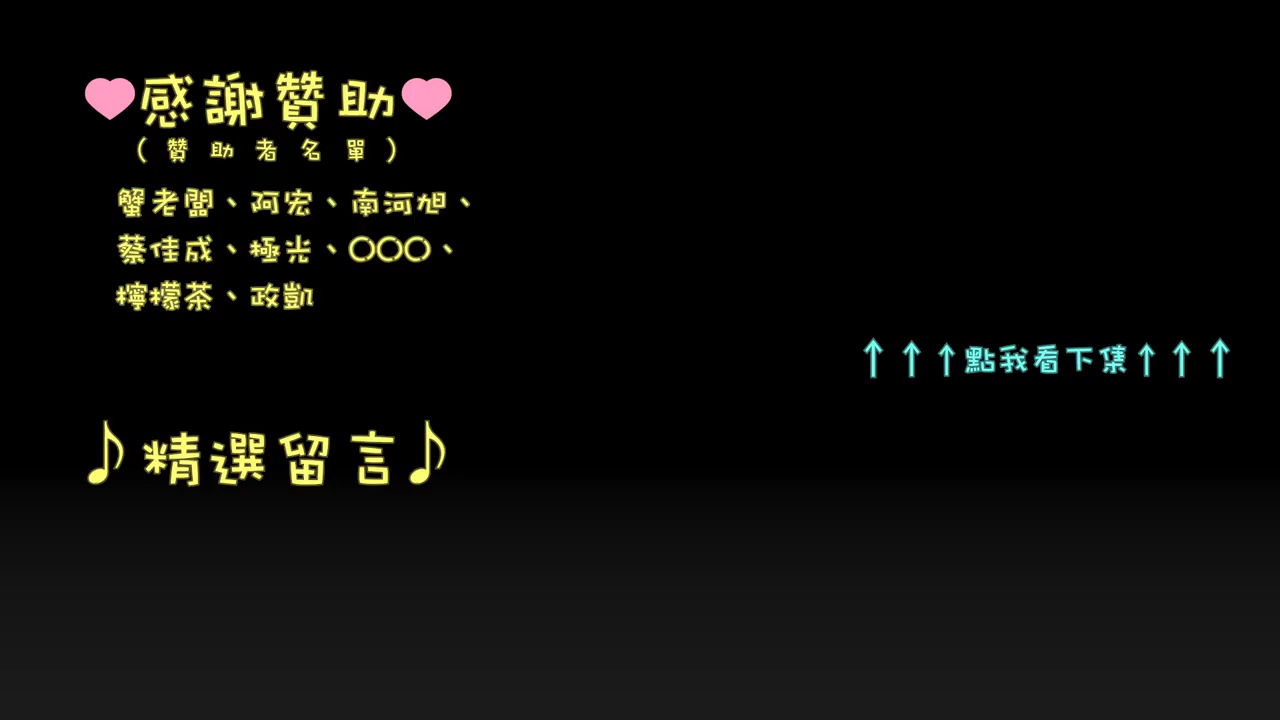 感謝贊助
(贊助者名單)
蟹老闆、阿宏、南河旭、
蔡佳成、極光、〇〇〇、
檸檬茶、政凱
↑↑↑點我看下集↑↑↑
♪精選留言♪